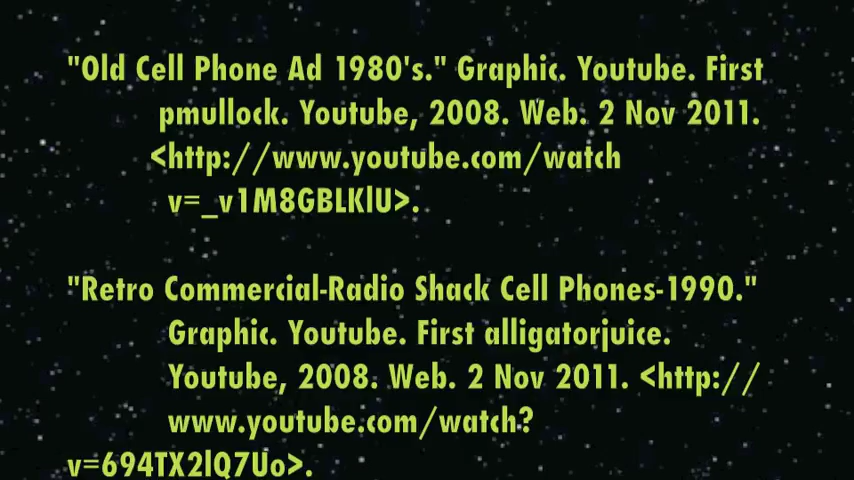 "Old Cell Phone Ad 1980's." Graphic. Youtube. First
pmullock. Youtube, 2008. Web. 2 Nov 2011.
<http://www.youtube.com/watch
v=_v1M8GBLKlU>.
"Retro Commercial-Radio Shack Cell Phones-1990."
Graphic. Youtube. First alligatorjuice.
Youtube, 2008. Web. 2 Nov 2011. <http://
www.youtube.com/watch?
v=694TX2lQ7Uo>.